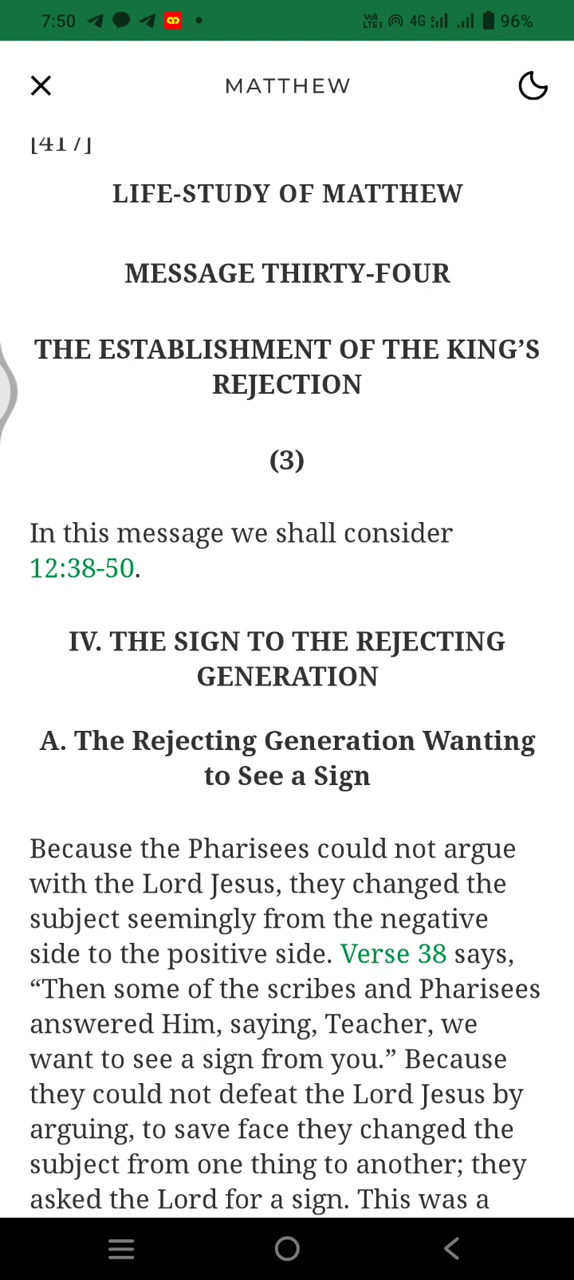 7:50
4G
96%
MATTHEW
[417]
LIFE-STUDY OF MATTHEW
MESSAGE THIRTY-FOUR
THE ESTABLISHMENT OF THE KING’S
REJECTION
(3)
In this message we shall consider
12:38-50.
IV. THE SIGN TO THE REJECTING
GENERATION
A. The Rejecting Generation Wanting
to See a Sign
Because the Pharisees could not argue
with the Lord Jesus, they changed the
subject seemingly from the negative
side to the positive side. Verse 38 says,
“Then some of the scribes and Pharisees
answered Him, saying, Teacher, we
want to see a sign from you.” Because
they could not defeat the Lord Jesus by
arguing, to save face they changed the
subject from one thing to another; they
asked the Lord for a sign. This was a